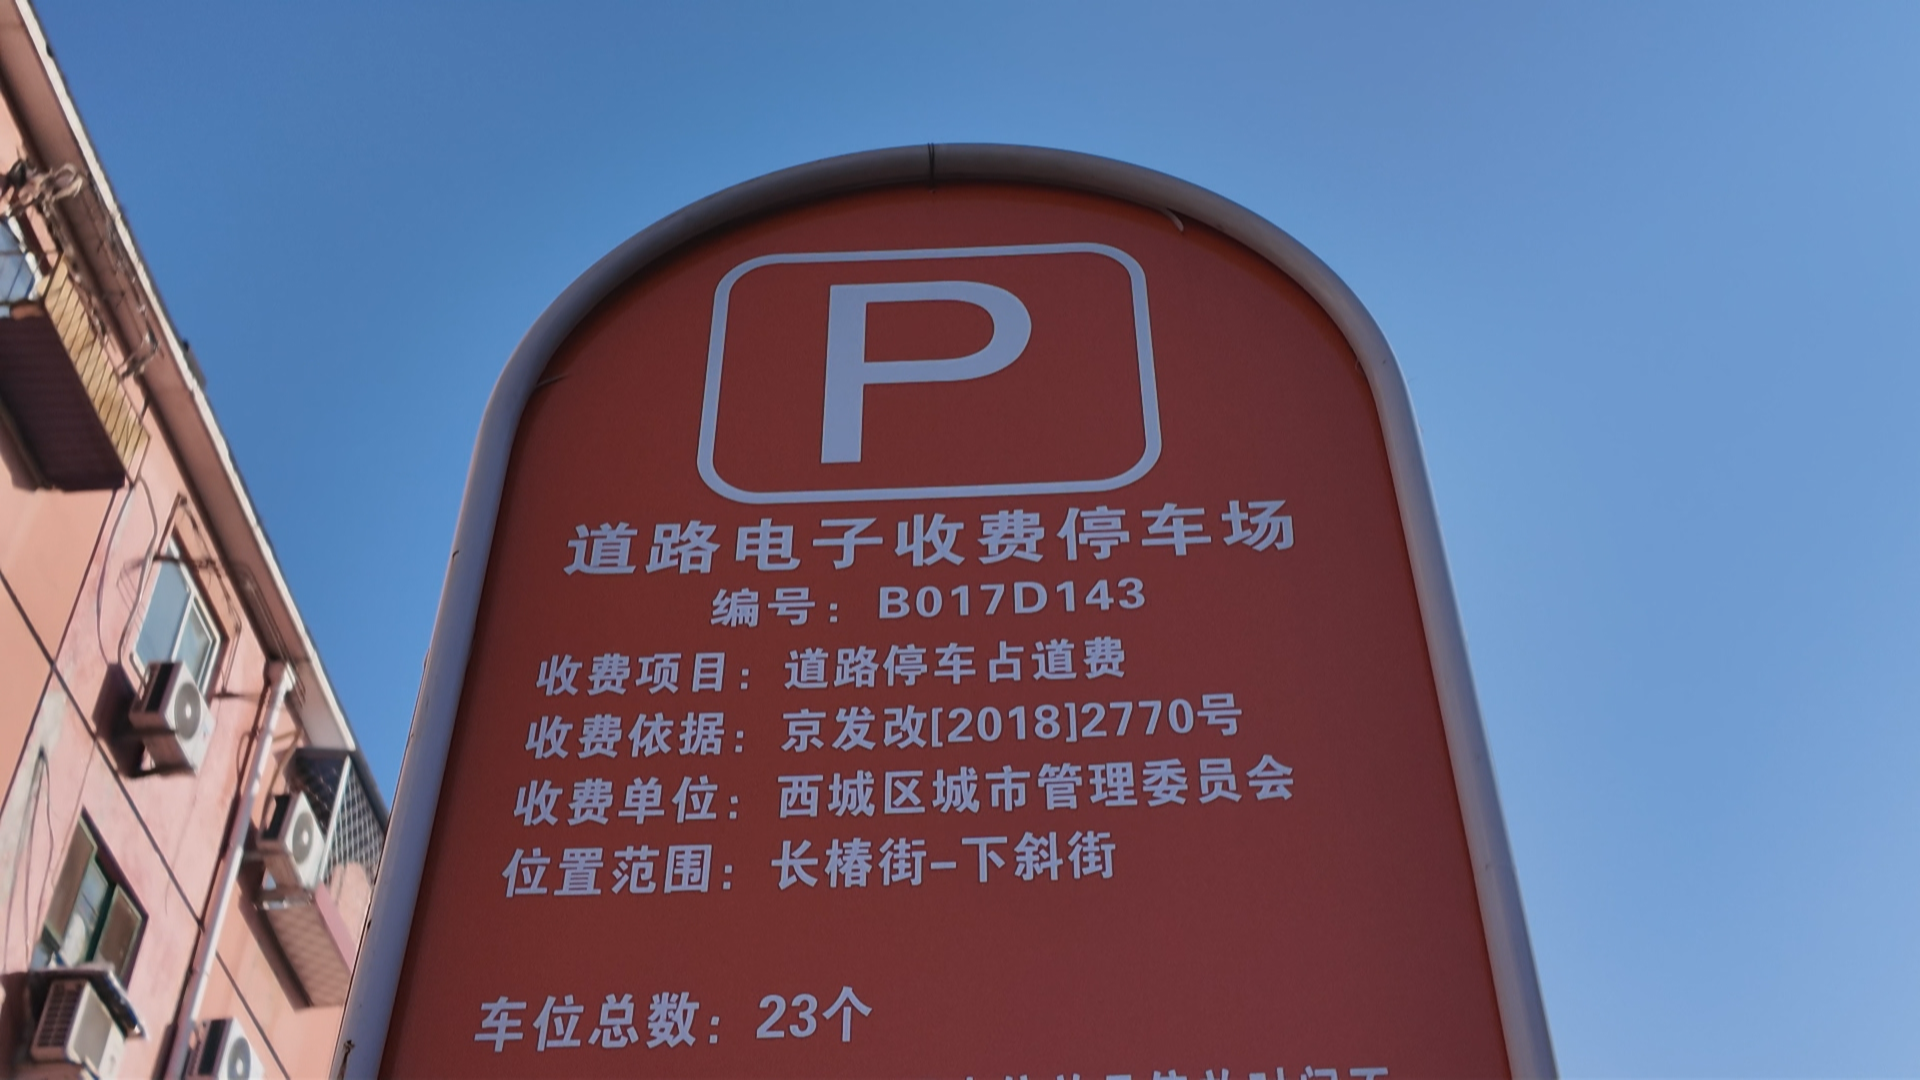 P
道路电子收费停车场
编号：B017D143
收费项目：道路停车占道费
收费依据：京发改[2018]2770号
收费单位：西城区城市管理委员会
位置范围：长椿街-下斜街
车位总数：23个